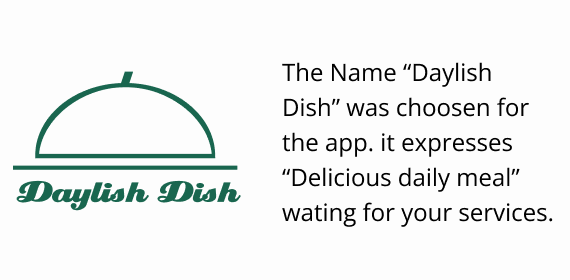 Daylish Dish
The Name “Daylish
Dish” was choosen for
the app. it expresses
“Delicious daily meal”
wating for your services.